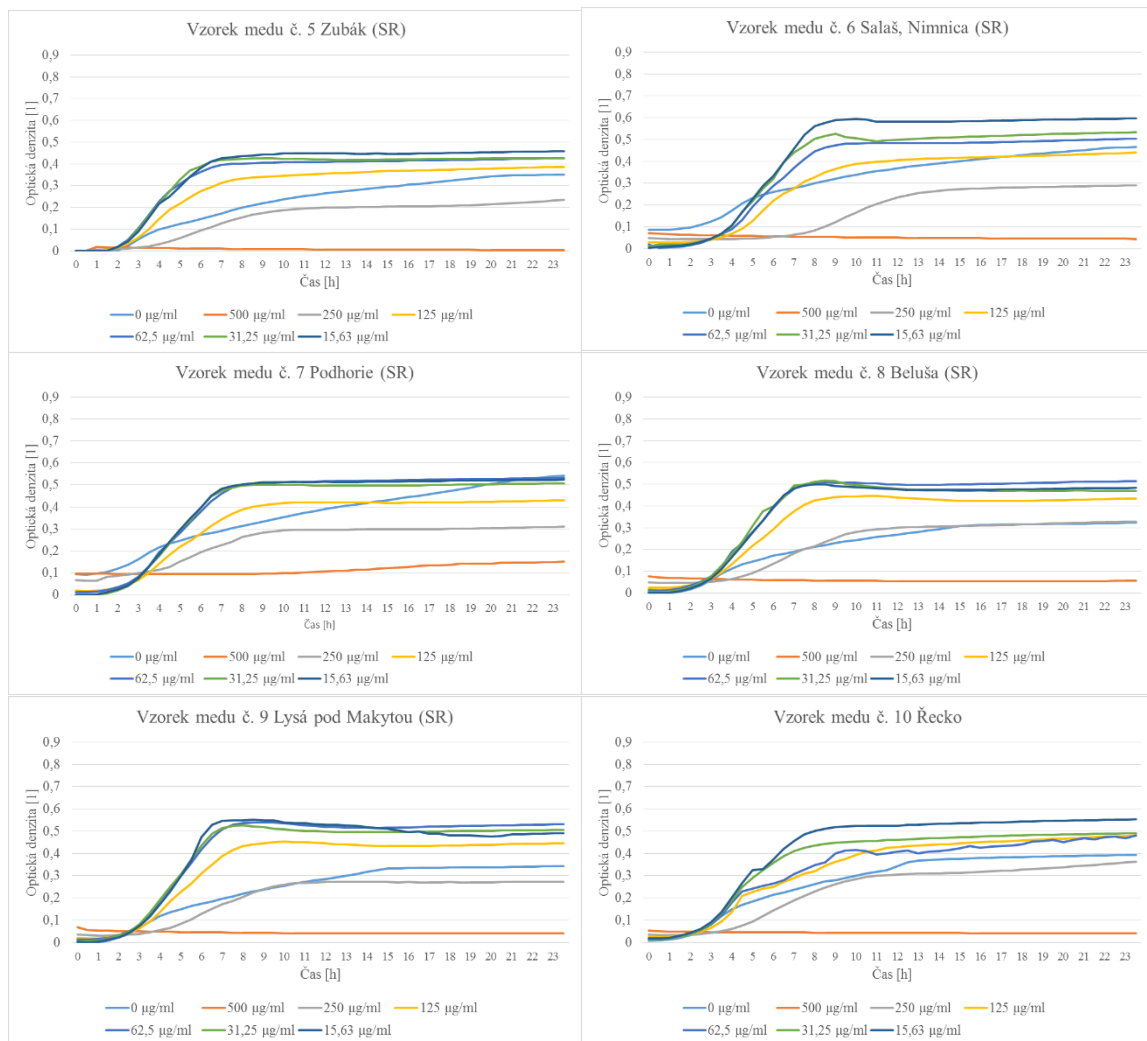 Vzorek medu č. 5 Zubák (SR)
Optická denzita [1]
0,9
0,8
0,7
0,6
0,5
0,4
0,3
0,2
0,1
0
0 1 2 3 4 5 6 7 8 9 10 11 12 13 14 15 16 17 18 19 20 21 22 23
Čas [h]
0 µg/ml 500 µg/ml 250 µg/ml 125 µg/ml
62,5 µg/ml 31,25 µg/ml 15,63 µg/ml
Vzorek medu č. 6 Salaš, Nimnica (SR)
Optická denzita [1]
0,9
0,8
0,7
0,6
0,5
0,4
0,3
0,2
0,1
0
0 1 2 3 4 5 6 7 8 9 10 11 12 13 14 15 16 17 18 19 20 21 22 23
Čas [h]
0 µg/ml 500 µg/ml 250 µg/ml 125 µg/ml
62,5 µg/ml 31,25 µg/ml 15,63 µg/ml
Vzorek medu č. 7 Podhorie (SR)
Optická denzita [1]
0,9
0,8
0,7
0,6
0,5
0,4
0,3
0,2
0,1
0
0 1 2 3 4 5 6 7 8 9 10 11 12 13 14 15 16 17 18 19 20 21 22 23
Čas [h]
0 µg/ml 500 µg/ml 250 µg/ml 125 µg/ml
62,5 µg/ml 31,25 µg/ml 15,63 µg/ml
Vzorek medu č. 8 Beluša (SR)
Optická denzita [1]
0,9
0,8
0,7
0,6
0,5
0,4
0,3
0,2
0,1
0
0 1 2 3 4 5 6 7 8 9 10 11 12 13 14 15 16 17 18 19 20 21 22 23
Čas [h]
0 µg/ml 500 µg/ml 250 µg/ml 125 µg/ml
62,5 µg/ml 31,25 µg/ml 15,63 µg/ml
Vzorek medu č. 9 Lysá pod Makytou (SR)
Optická denzita [1]
0,9
0,8
0,7
0,6
0,5
0,4
0,3
0,2
0,1
0
0 1 2 3 4 5 6 7 8 9 10 11 12 13 14 15 16 17 18 19 20 21 22 23
Čas [h]
0 µg/ml 500 µg/ml 250 µg/ml 125 µg/ml
62,5 µg/ml 31,25 µg/ml 15,63 µg/ml
Vzorek medu č. 10 Řecko
Optická denzita [1]
0,9
0,8
0,7
0,6
0,5
0,4
0,3
0,2
0,1
0
0 1 2 3 4 5 6 7 8 9 10 11 12 13 14 15 16 17 18 19 20 21 22 23
Čas [h]
0 µg/ml 500 µg/ml 250 µg/ml 125 µg/ml
62,5 µg/ml 31,25 µg/ml 15,63 µg/ml